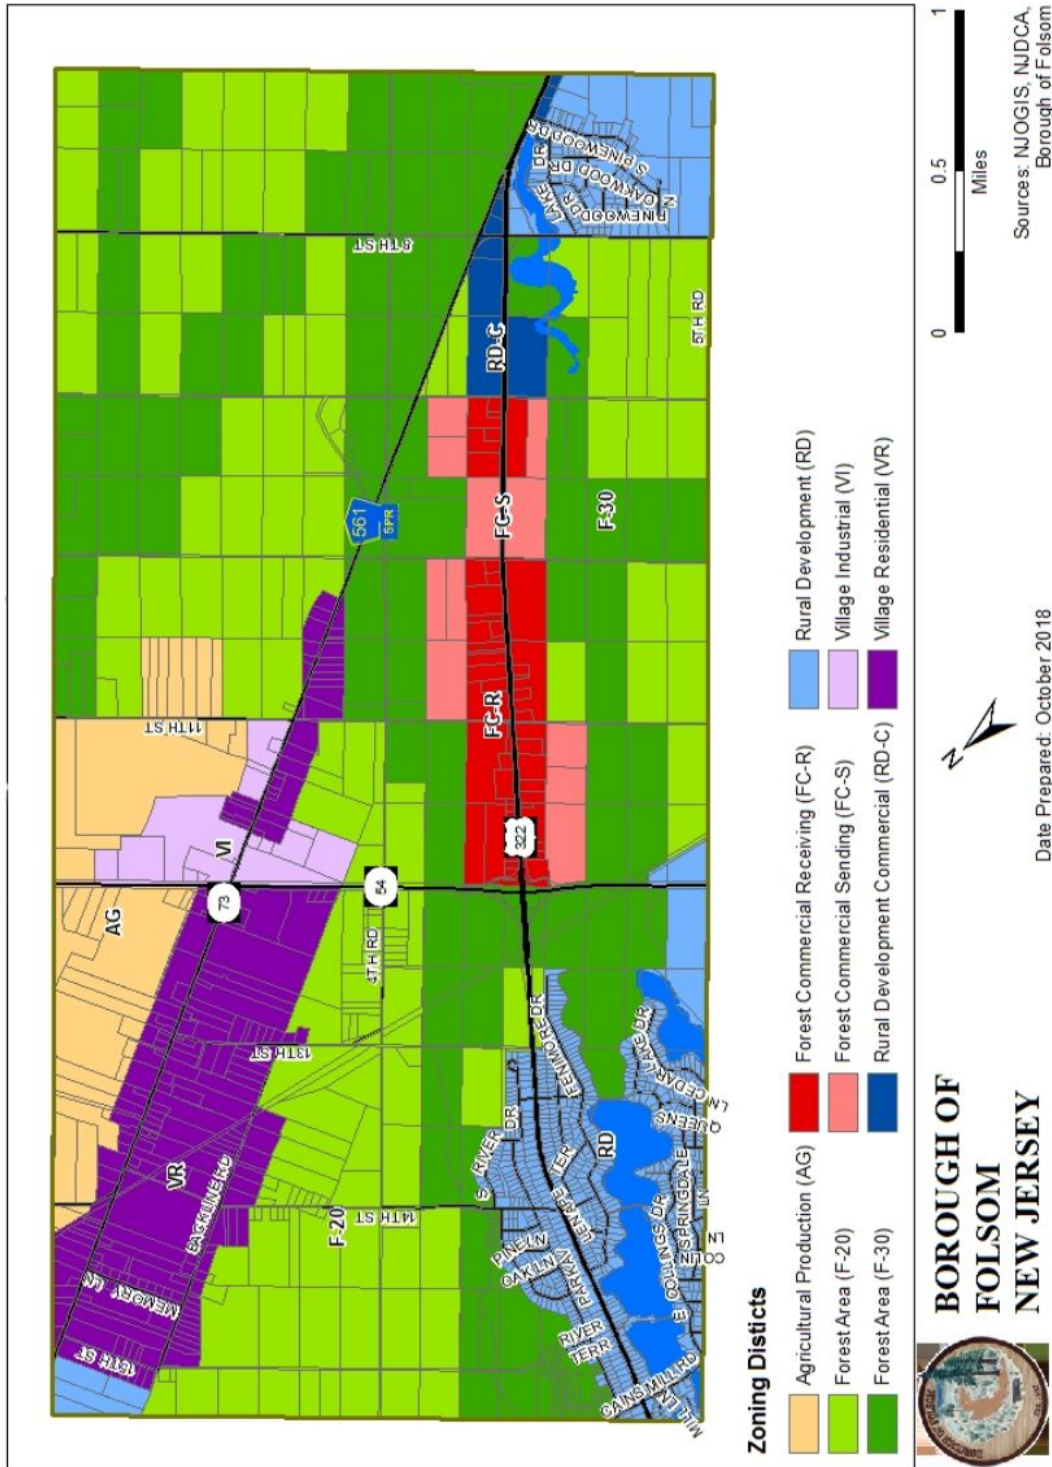 8TH ST
S PINEWOOD DR
OAKWOOD DR
N PINEWOOD DR
LAKE DR
5TH RD
RD-C
561
5PR
FC-S
F-30
11TH ST
FC-R
322
VI
73
54
AG
4TH RD
13TH ST
FENIMORE DR
S RIVER DR
CEDAR LAKE DR
QUEENS LN
VR
BACKLINE RD
RD
LENAPE TER
14TH ST
F-20
SPRINGDALE LN
E COLLINGS DR
COLIN LN
PINE LN
OAK LN
PARKWAY
RIVER TERR
MEMORY LN
15TH ST
CAINS MILL RD
MILL LN
Zoning Disticts
Agricultural Production (AG)
Forest Area (F-20)
Forest Area (F-30)
Forest Commercial Receiving (FC-R)
Forest Commercial Sending (FC-S)
Rural Development Commercial (RD-C)
Rural Development (RD)
Village Industrial (VI)
Village Residential (VR)
BOROUGH OF
FOLSOM
NEW JERSEY
N
Date Prepared: October 2018
0 0.5 1
Miles
Sources: NJOGIS, NJDCA,
Borough of Folsom